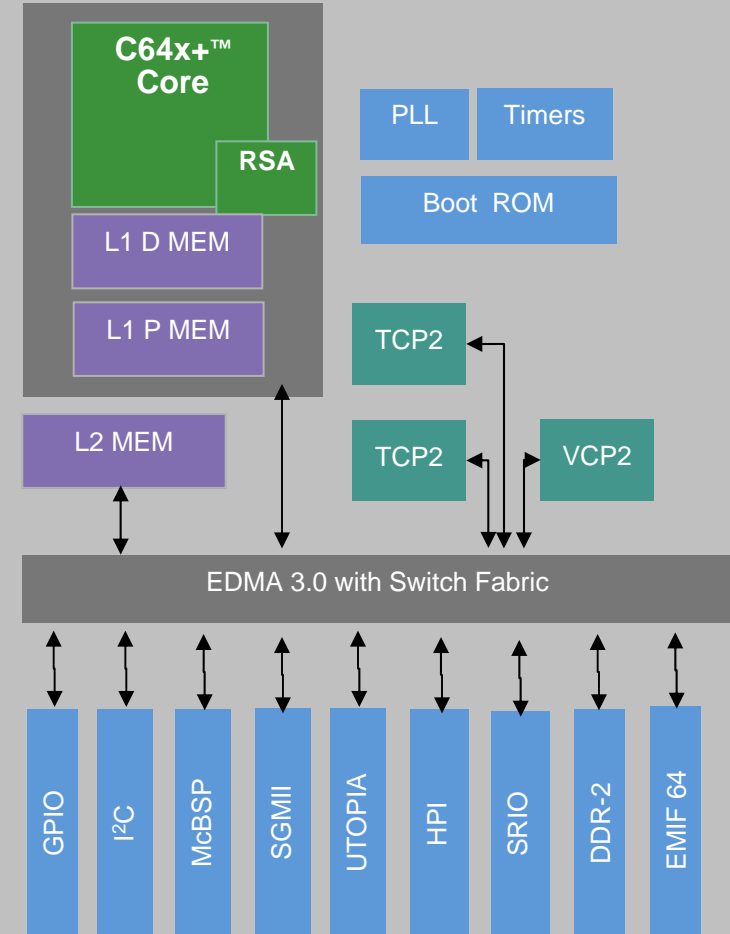 C64x+™
Core
RSA
L1 D MEM
L1 P MEM
L2 MEM
PLL
Timers
Boot ROM
TCP2
TCP2
VCP2
EDMA 3.0 with Switch Fabric
GPIO
I²C
McBSP
SGMII
UTOPIA
HPI
SRIO
DDR-2
EMIF 64